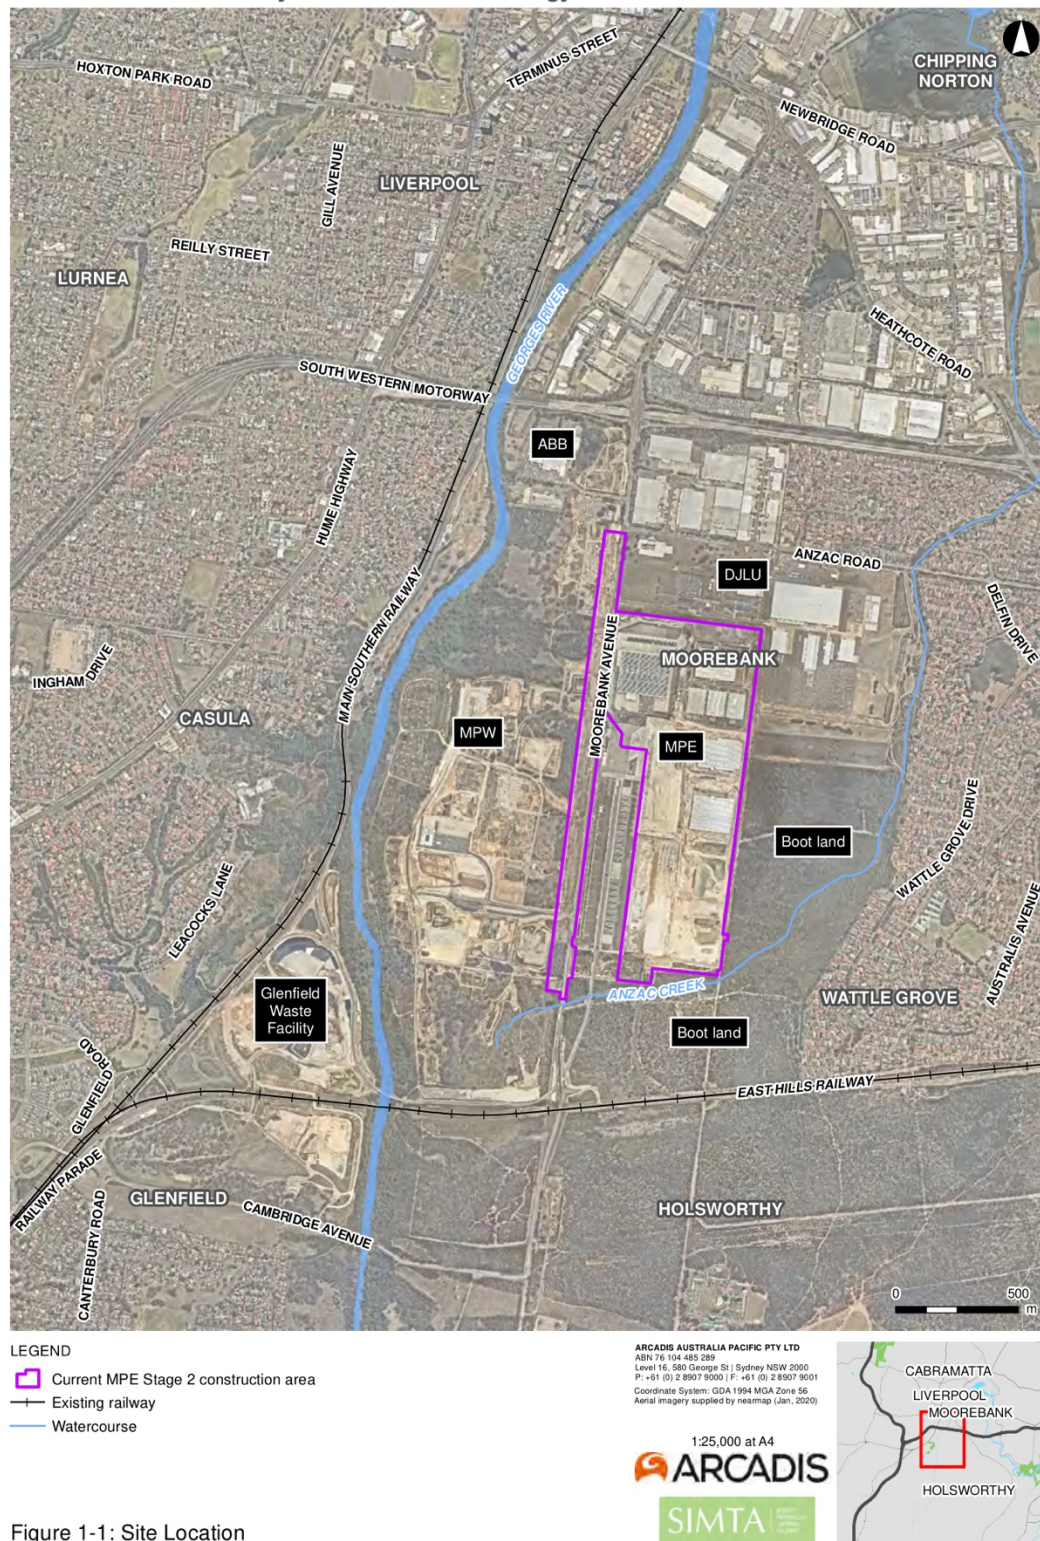 CHIPPING
NORTON
HOXTON PARK ROAD
TERMINUS STREET
NEWBRIDGE ROAD
GILL AVENUE
LIVERPOOL
REILLY STREET
LURNEA
GEORGES RIVER
HEATHCOTE ROAD
SOUTH WESTERN MOTORWAY
ABB
HUME HIGHWAY
ANZAC ROAD
DJLU
DELFIN DRIVE
MAIN SOUTHERN RAILWAY
MOOREBANK AVENUE
MOOREBANK
INGHAM DRIVE
CASULA
MPW
MPE
WATTLE GROVE DRIVE
Boot land
LEACOCKS LANE
AUSTRALIS AVENUE
Glenfield
Waste
Facility
ANZAC CREEK
WATTLE GROVE
Boot land
GLENFIELD
ROAD
EAST HILLS RAILWAY
RAILWAY PARADE
GLENFIELD
CAMBRIDGE AVENUE
HOLSWORTHY
CANTERBURY ROAD
0 500
m
LEGEND
Current MPE Stage 2 construction area
Existing railway
Watercourse
ARCADIS AUSTRALIA PACIFIC PTY LTD
ABN 76 104 485 289
Level 16, 580 George St | Sydney NSW 2000
P: +61 (0) 2 8907 9000 | F: +61 (0) 2 8907 9001
Coordinate System: GDA 1994 MGA Zone 56
Aerial imagery supplied by nearmap (Jan, 2020)
1:25,000 at A4
ARCADIS
SIMTA
CABRAMATTA
LIVERPOOL
MOOREBANK
HOLSWORTHY
Figure 1-1: Site Location